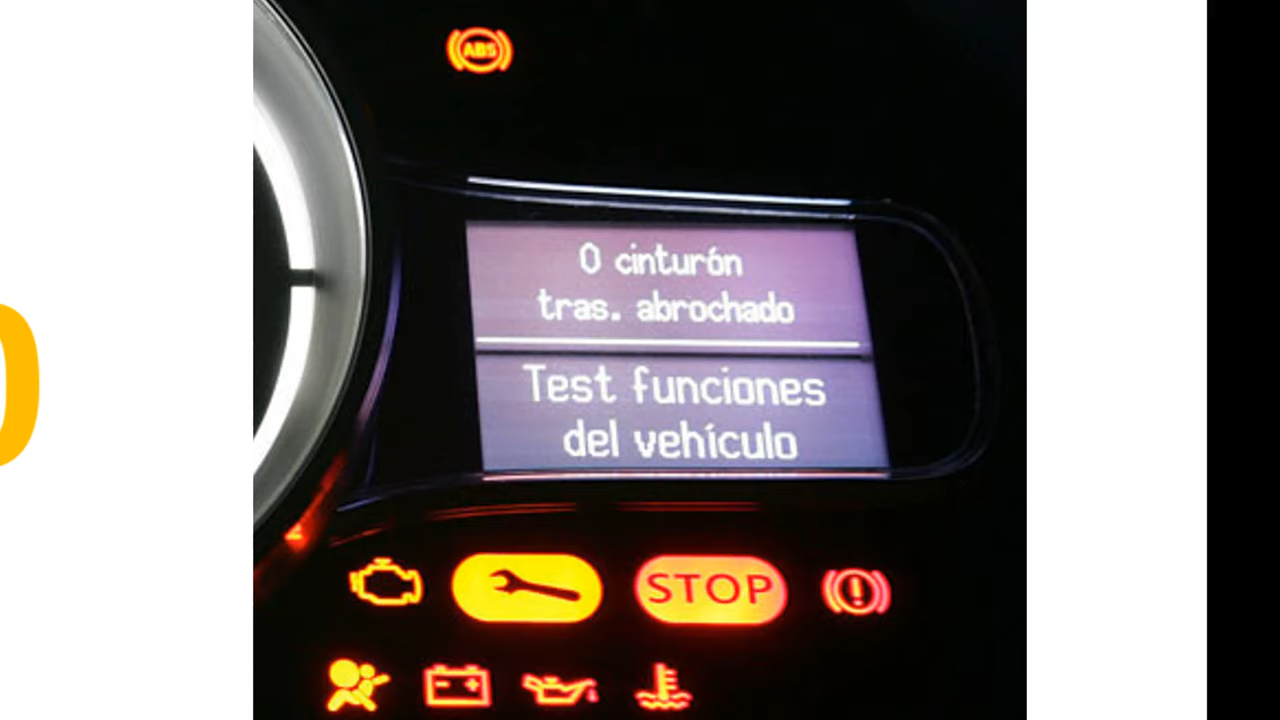 ABS
0 cinturón
tras. abrochado
Test funciones
del vehículo
STOP